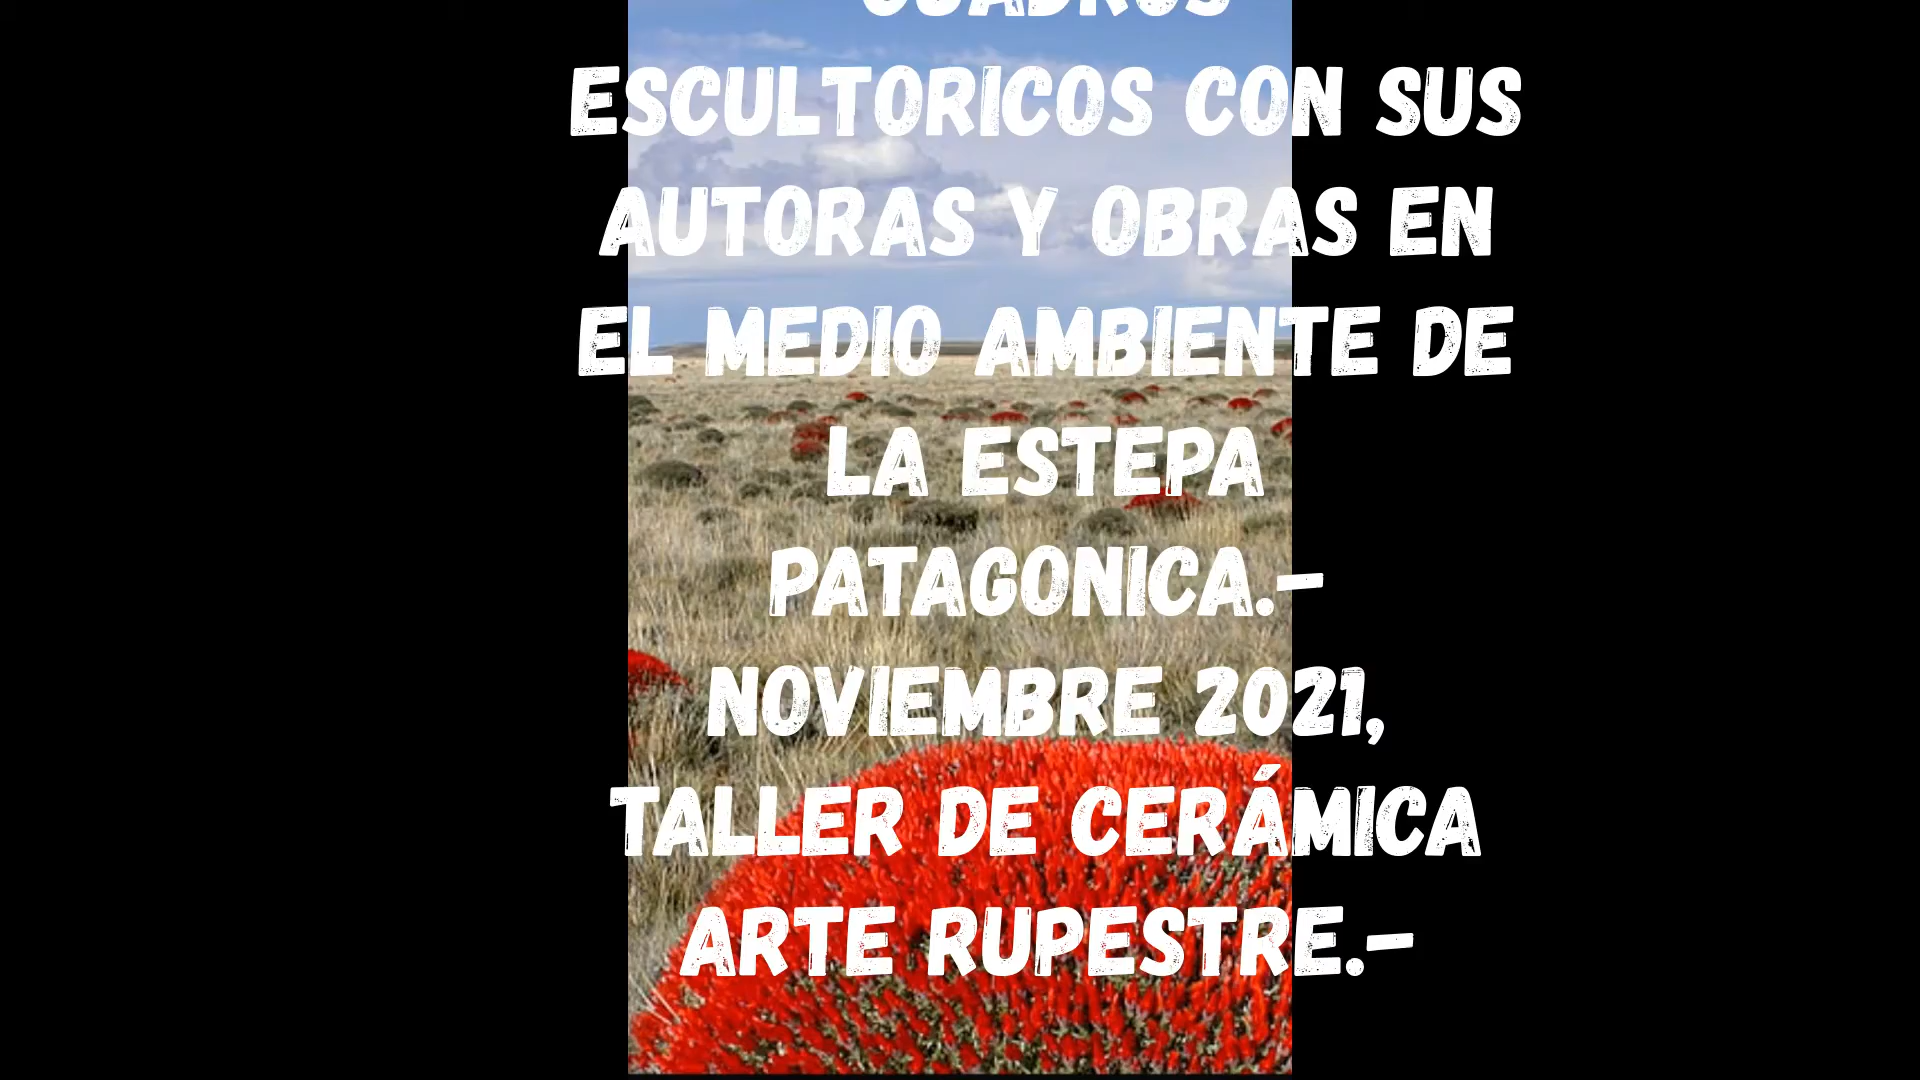 CUADROS
ESCULTORICOS CON SUS
AUTORAS Y OBRAS EN
EL MEDIO AMBIENTE DE
LA ESTEPA
PATAGONICA.-
NOVIEMBRE 2021,
TALLER DE CERÁMICA
ARTE RUPESTRE.-